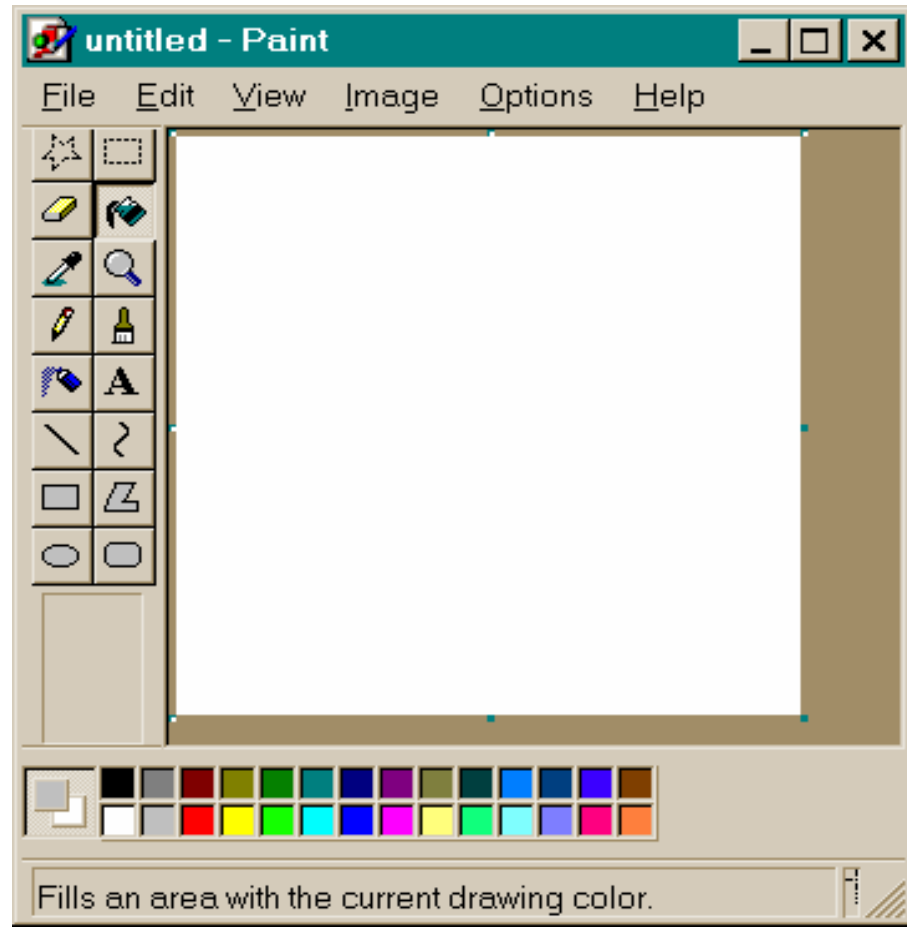 untitled - Paint
File Edit View Image Options Help
A
Fills an area with the current drawing color.